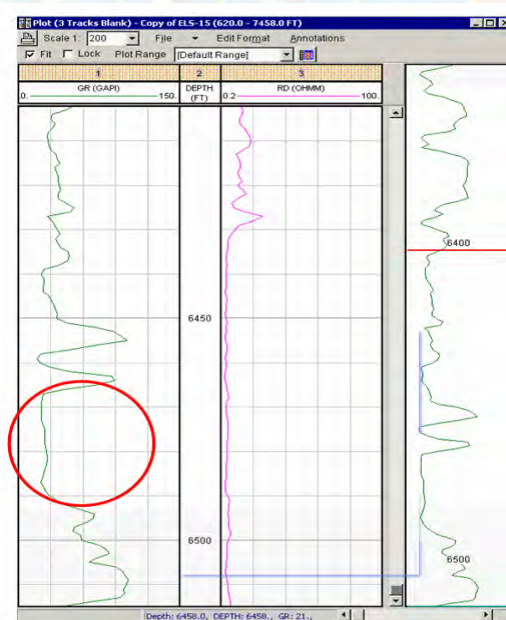 Plot (3 Tracks Blank) - Copy of ELS-15 (620.0 - 7458.0 FT)
Scale 1: 200 File Edit Format Annotations
Fit Lock Plot Range [Default Range]
1 2 3
GR (GAPI) DEPTH RD (OHMM)
0. 150. (FT) 0.2 100.
6400
6450
6500
6500
Depth: 6458.0, DEPTH: 6458., GR: 21.,